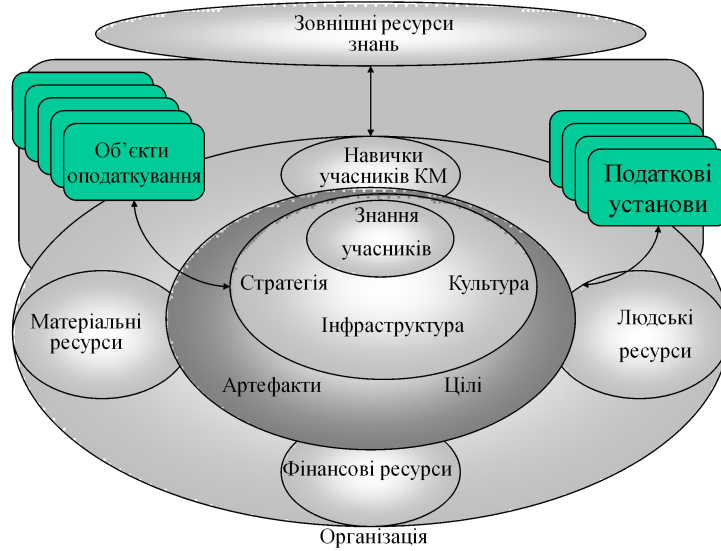 Зовнішні ресурси
знань
Об’єкти
оподаткування
Навички
учасників КМ
Податкові
установи
Знання
учасників
Стратегія
Культура
Інфраструктура
Матеріальні
ресурси
Людські
ресурси
Артефакти
Цілі
Фінансові ресурси
Організація